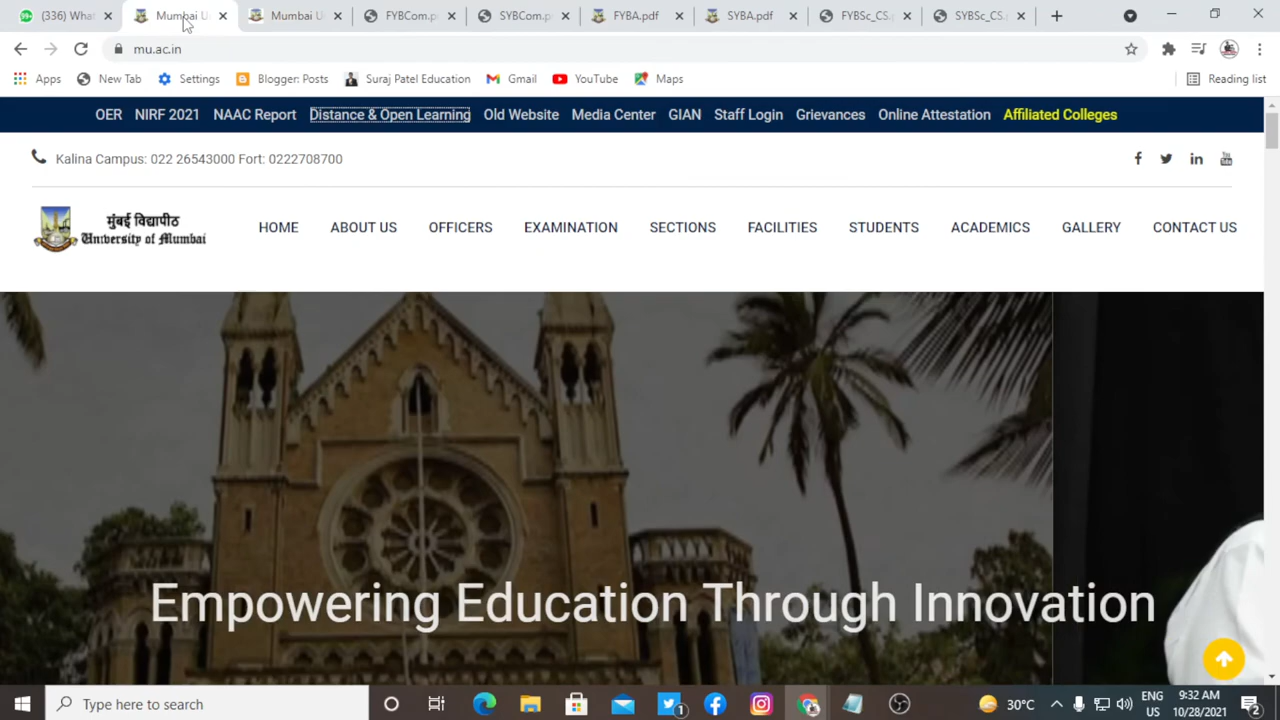 (336) What
Mumbai U
Mumbai U
FYBCom.p
SYBCom.p
FYBA.pdf
SYBA.pdf
FYBSc_CS.
SYBSc_CS.
mu.ac.in
Apps
New Tab
Settings
Blogger: Posts
Suraj Patel Education
Gmail
YouTube
Maps
Reading list
OER NIRF 2021 NAAC Report Distance & Open Learning Old Website Media Center GIAN Staff Login Grievances Online Attestation Affiliated Colleges
Kalina Campus: 022 26543000 Fort: 0222708700
मुंबई विद्यापीठ
University of Mumbai
HOME ABOUT US OFFICERS EXAMINATION SECTIONS FACILITIES STUDENTS ACADEMICS GALLERY CONTACT US
Empowering Education Through Innovation
Type here to search
1
30°C
ENG
US
9:32 AM
10/28/2021
2